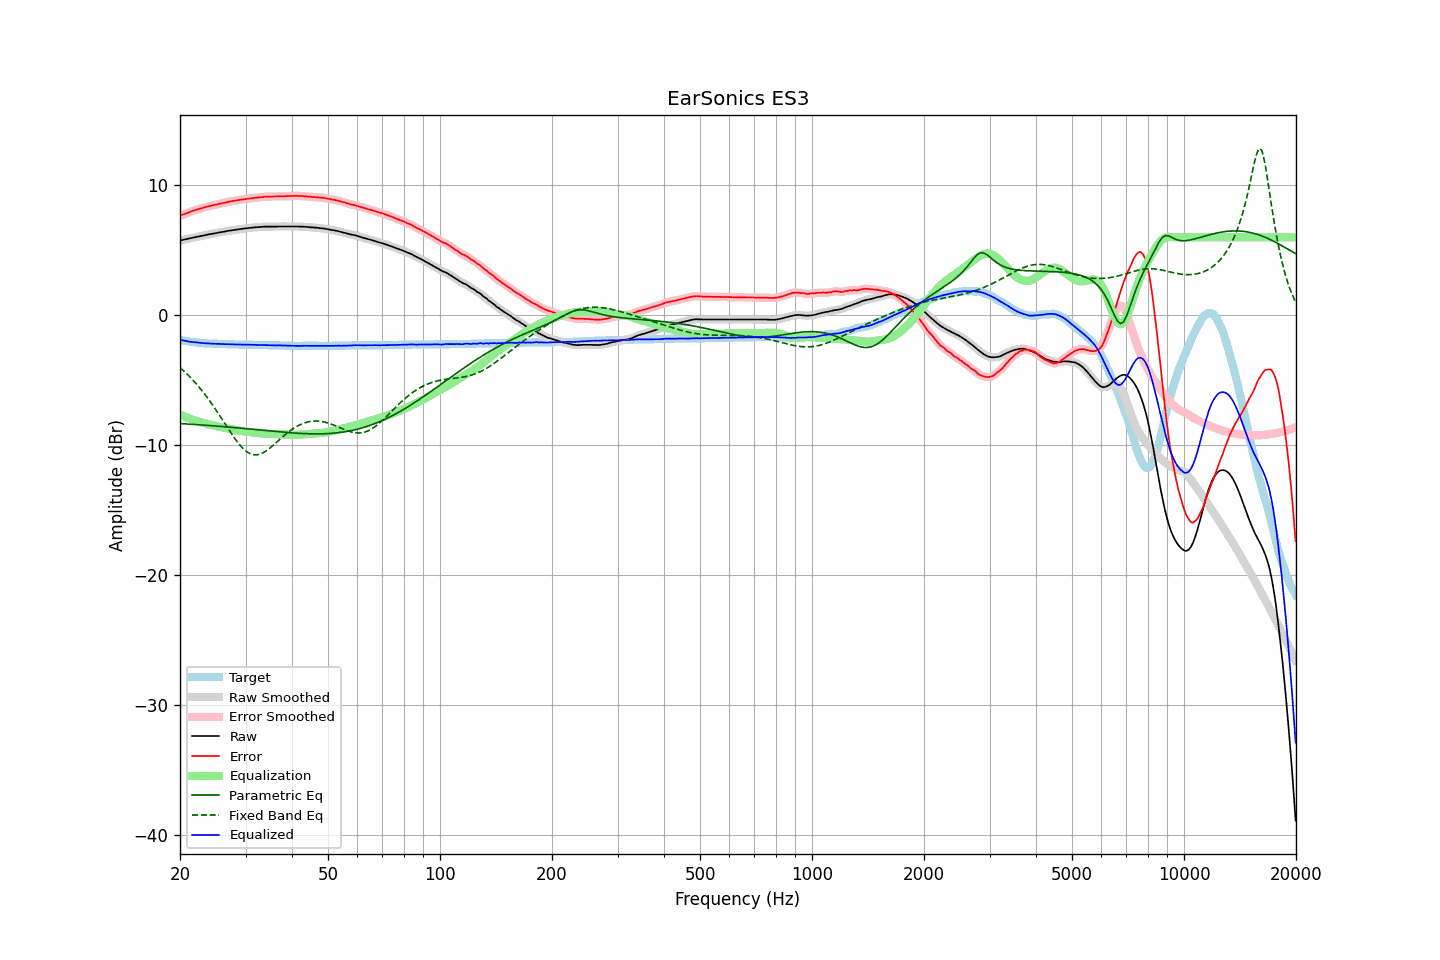 EarSonics ES3
Amplitude (dBr)
10
0
−10
−20
−30
−40
Target
Raw Smoothed
Error Smoothed
Raw
Error
Equalization
Parametric Eq
Fixed Band Eq
Equalized
20 50 100 200 500 1000 2000 5000 10000 20000
Frequency (Hz)